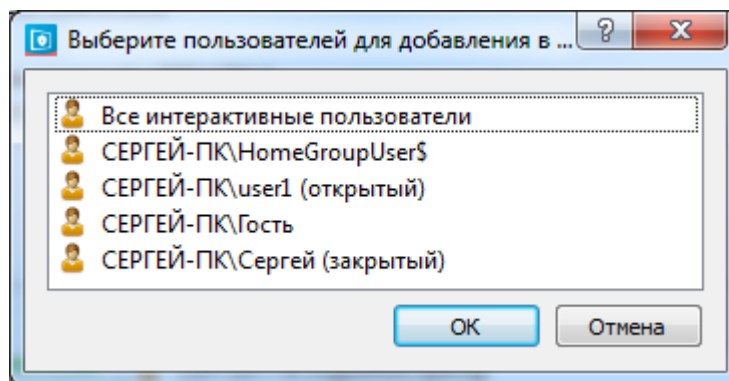 Выберите пользователей для добавления в ...
Все интерактивные пользователи
СЕРГЕЙ-ПК\HomeGroupUser$
СЕРГЕЙ-ПК\user1 (открытый)
СЕРГЕЙ-ПК\Гость
СЕРГЕЙ-ПК\Сергей (закрытый)
ОК
Отмена